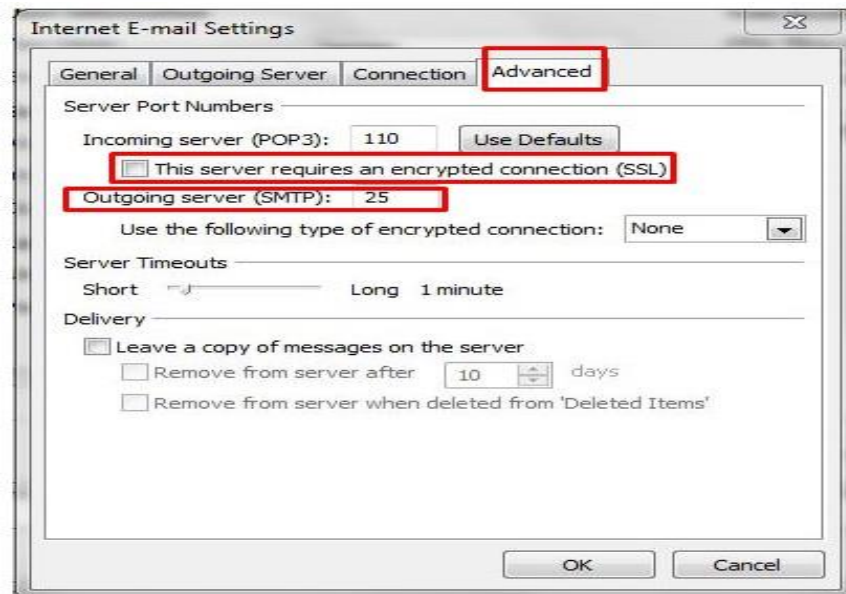 Internet E-mail Settings
General Outgoing Server Connection Advanced
Server Port Numbers
Incoming server (POP3): 110 Use Defaults
This server requires an encrypted connection (SSL)
Outgoing server (SMTP): 25
Use the following type of encrypted connection: None
Server Timeouts
Short Long 1 minute
Delivery
Leave a copy of messages on the server
Remove from server after 10 days
Remove from server when deleted from 'Deleted Items'
OK Cancel